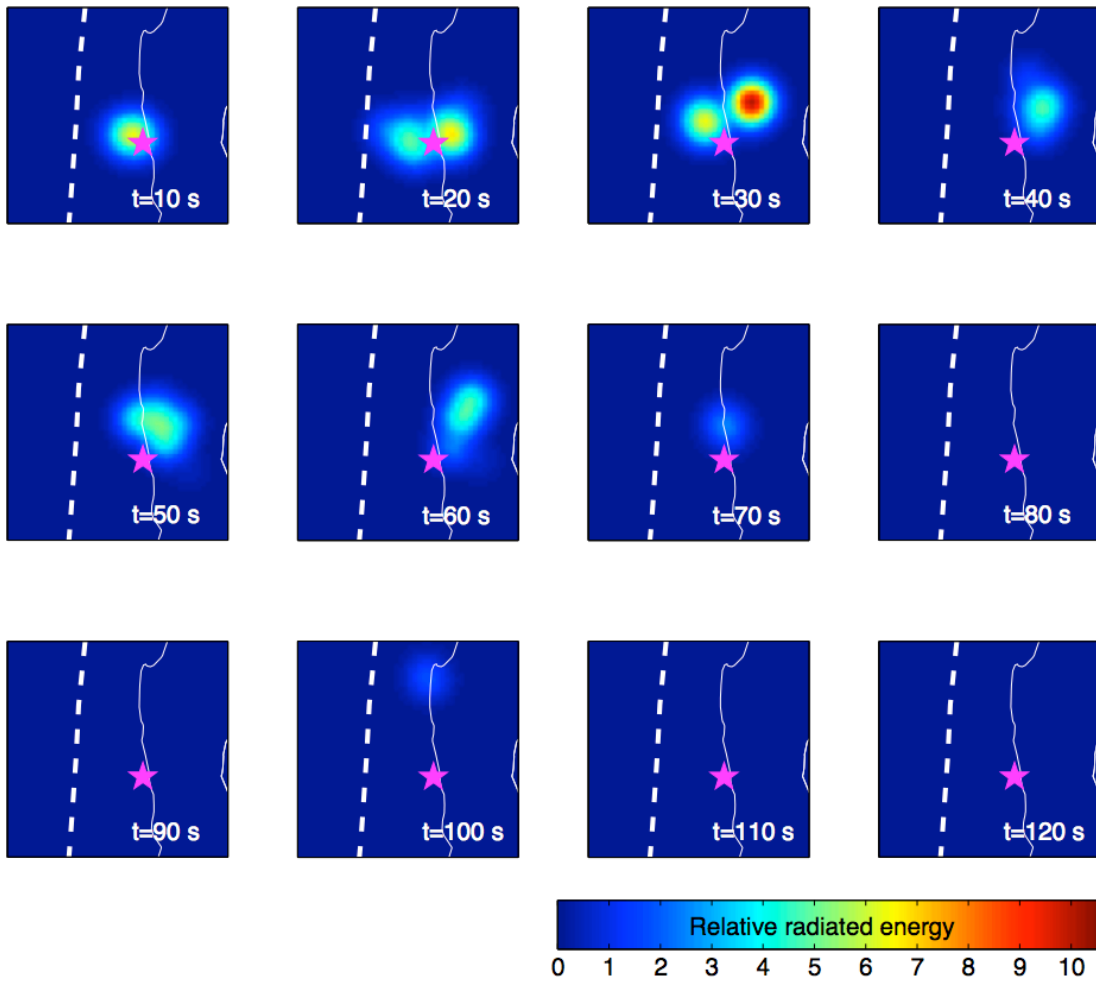 t=10 s
t=20 s
t=30 s
t=40 s
t=50 s
t=60 s
t=70 s
t=80 s
t=90 s
t=100 s
t=110 s
t=120 s
Relative radiated energy
0 1 2 3 4 5 6 7 8 9 10